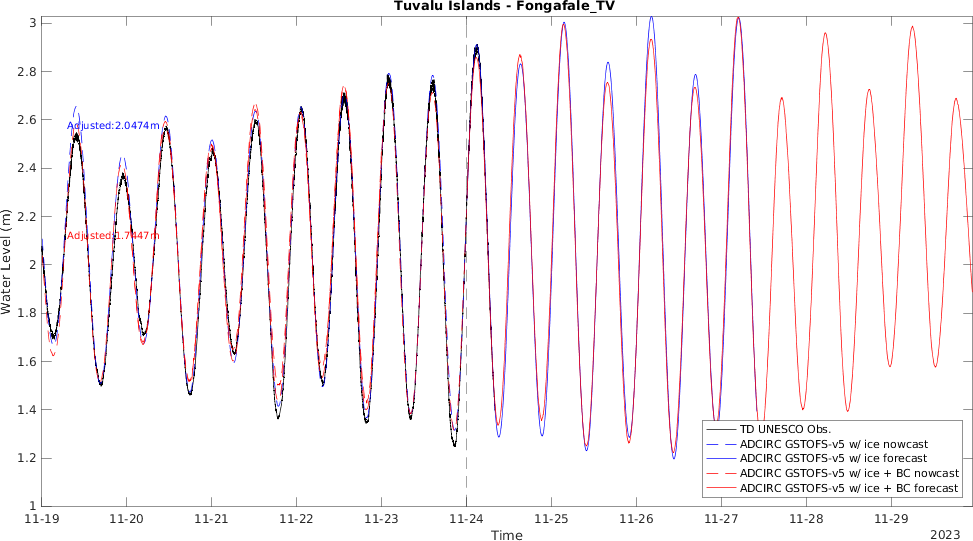 Tuvalu Islands - Fongafale_TV
3
2.8
2.6
2.4
2.2
2
1.8
1.6
1.4
1.2
1
Water Level (m)
Adjusted:2.0474m
Adjusted:1.7447m
TD UNESCO Obs.
ADCIRC GSTOFS-v5 w/ ice nowcast
ADCIRC GSTOFS-v5 w/ ice forecast
ADCIRC GSTOFS-v5 w/ ice + BC nowcast
ADCIRC GSTOFS-v5 w/ ice + BC forecast
11-19 11-20 11-21 11-22 11-23 11-24 11-25 11-26 11-27 11-28 11-29
Time
2023